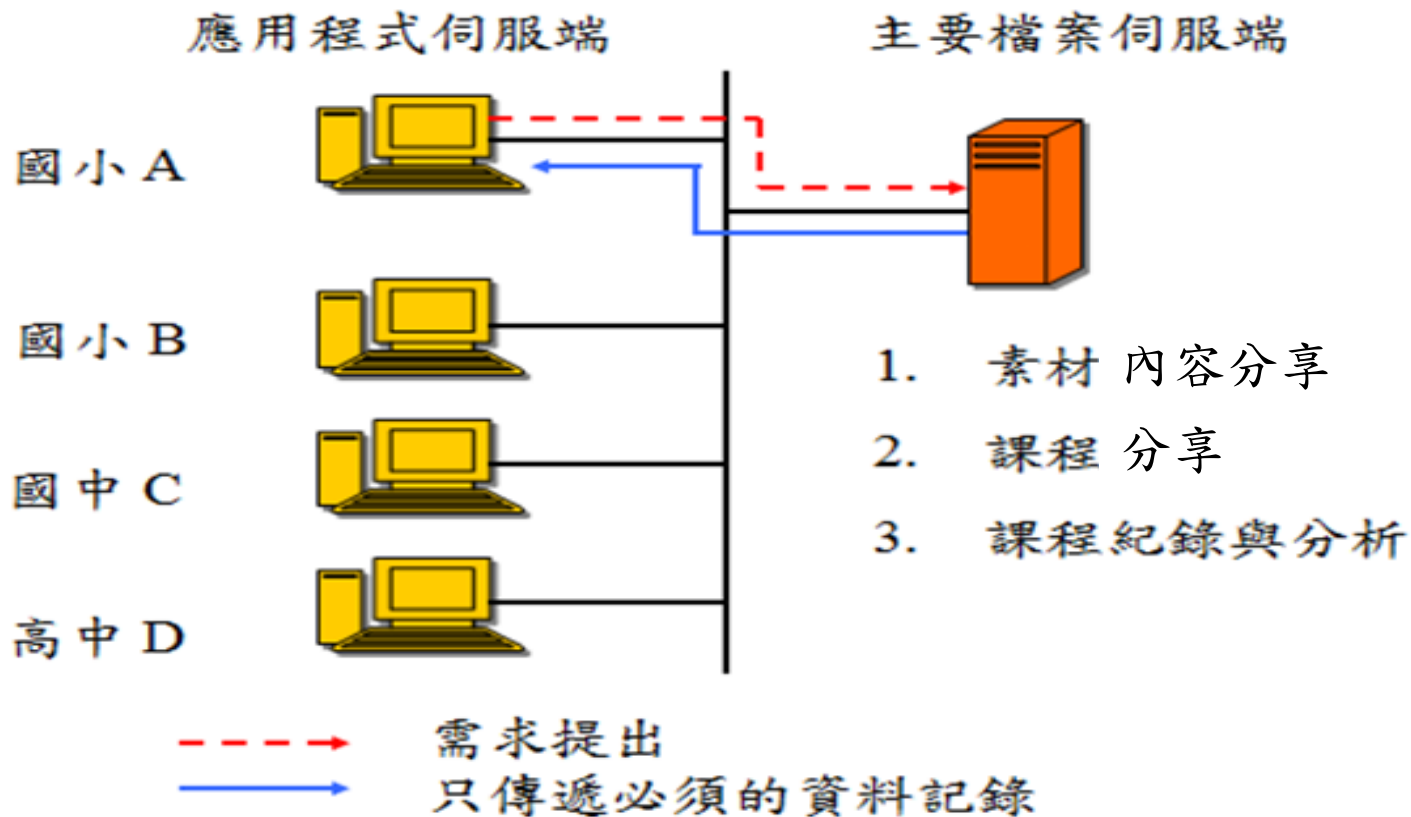 應用程式伺服端
主要檔案伺服端
國小 A
國小 B
國中 C
高中 D
1. 素材 內容分享
2. 課程 分享
3. 課程紀錄與分析
需求提出
只傳遞必須的資料記錄